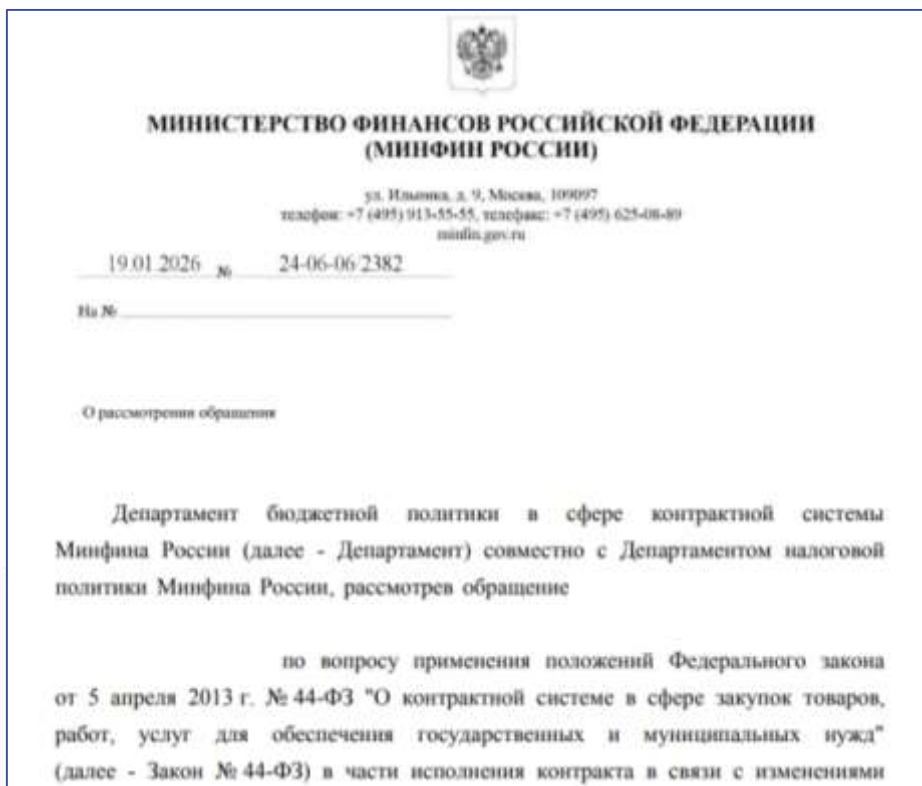 МИНИСТЕРСТВО ФИНАНСОВ РОССИЙСКОЙ ФЕДЕРАЦИИ
(МИНФИН РОССИИ)
ул. Ильинка, д. 9, Москва, 109097
телефон: +7 (495) 913-55-55, телефакс: +7 (495) 625-08-89
minfin.gov.ru
19.01.2026 № 24-06-06/2382
На №
О рассмотрении обращения
Департамент бюджетной политики в сфере контрактной системы
Минфина России (далее - Департамент) совместно с Департаментом налоговой
политики Минфина России, рассмотрев обращение
по вопросу применения положений Федерального закона
от 5 апреля 2013 г. № 44-ФЗ "О контрактной системе в сфере закупок товаров,
работ, услуг для обеспечения государственных и муниципальных нужд"
(далее - Закон № 44-ФЗ) в части исполнения контракта в связи с изменениями